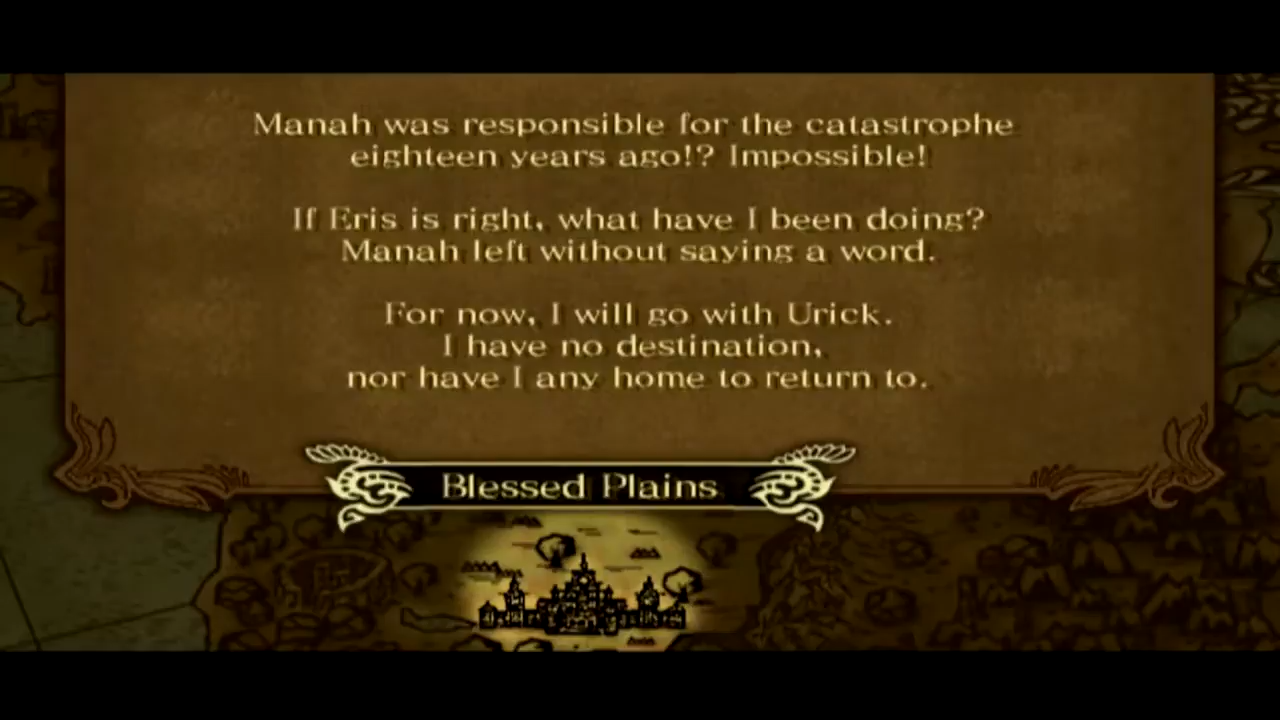 Manah was responsible for the catastrophe
eighteen years ago!? Impossible!
If Eris is right, what have I been doing?
Manah left without saying a word.
For now, I will go with Urick.
I have no destination,
nor have I any home to return to.
Blessed Plains